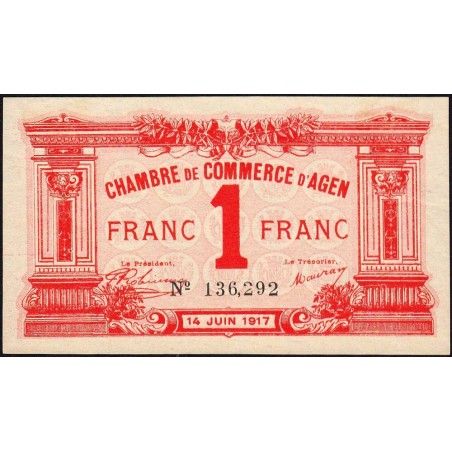 CHAMBRE DE COMMERCE D'AGEN
FRANC 1 FRANC
Le Président,
Le Trésorier,
Nº 136,292
14 JUIN 1917